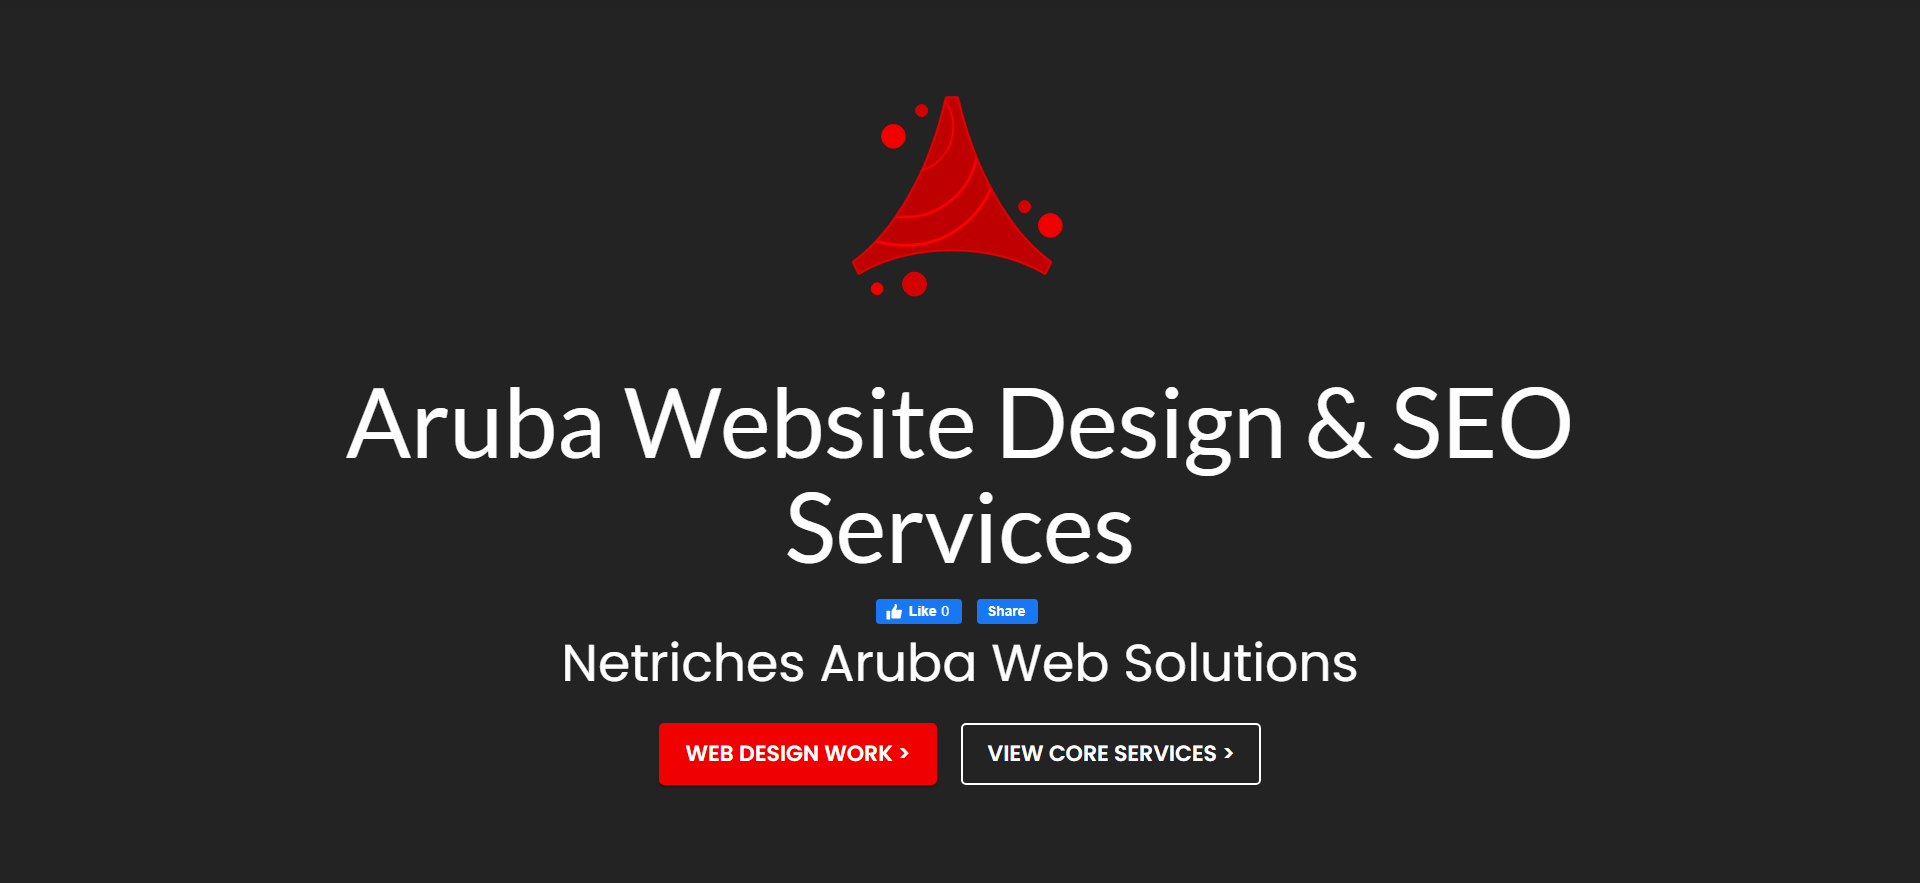 Aruba Website Design & SEO
Services
Like 0 Share
Netriches Aruba Web Solutions
WEB DESIGN WORK > VIEW CORE SERVICES >